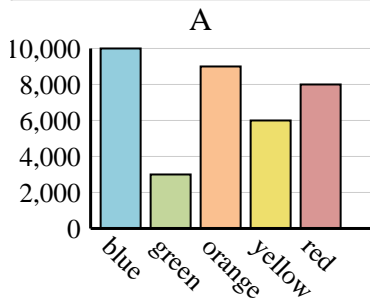 A
10,000
8,000
6,000
4,000
2,000
0
blue
green
orange
yellow
red